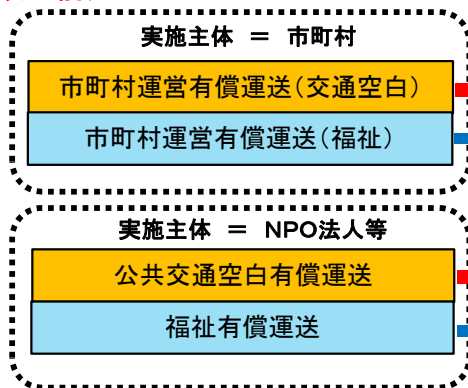 実施主体 ＝ 市町村
市町村運営有償運送（交通空白）
市町村運営有償運送（福祉）
実施主体 ＝ NPO法人等
公共交通空白有償運送
福祉有償運送